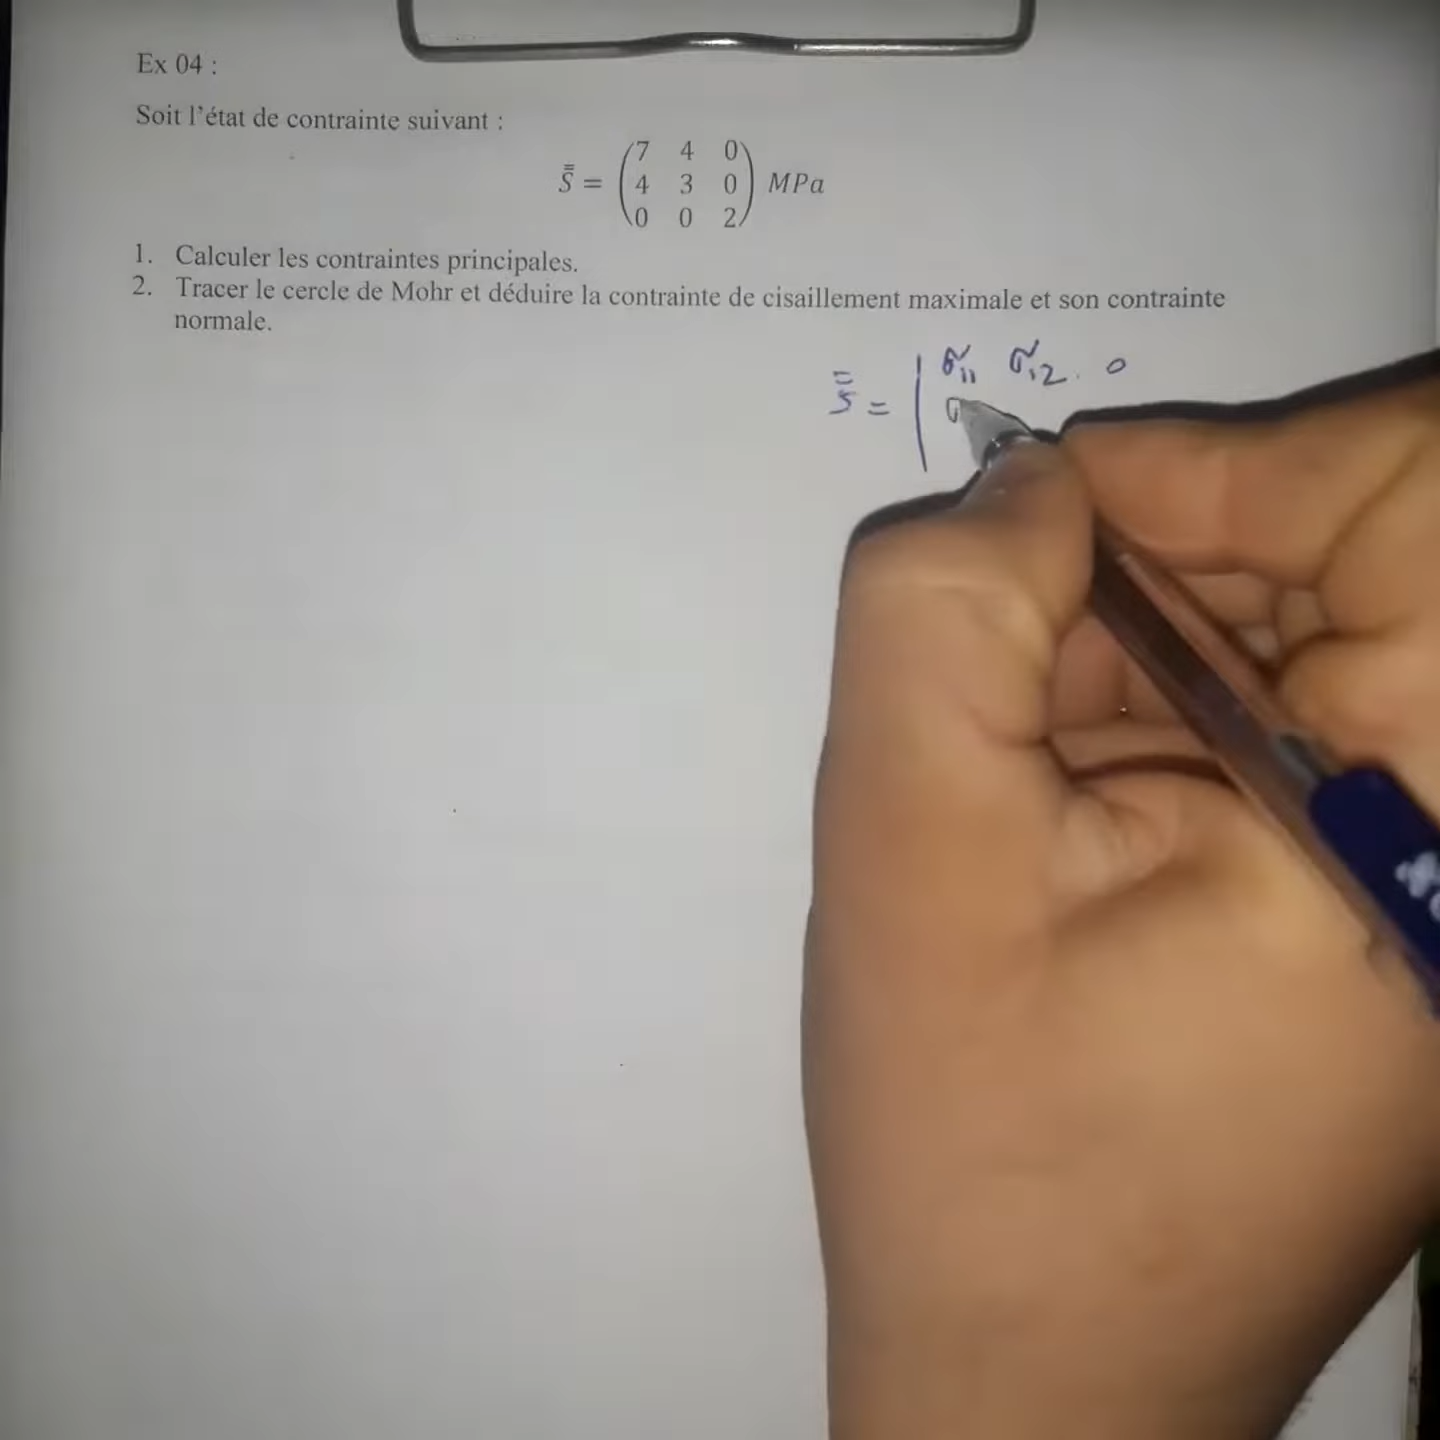 Ex 04 :
Soit l'état de contrainte suivant :
S̿ = (7 4 0
4 3 0
0 0 2) MPa
1. Calculer les contraintes principales.
2. Tracer le cercle de Mohr et déduire la contrainte de cisaillement maximale et son contrainte
normale.
S̿ = | σ₁₁ σ₁₂ 0